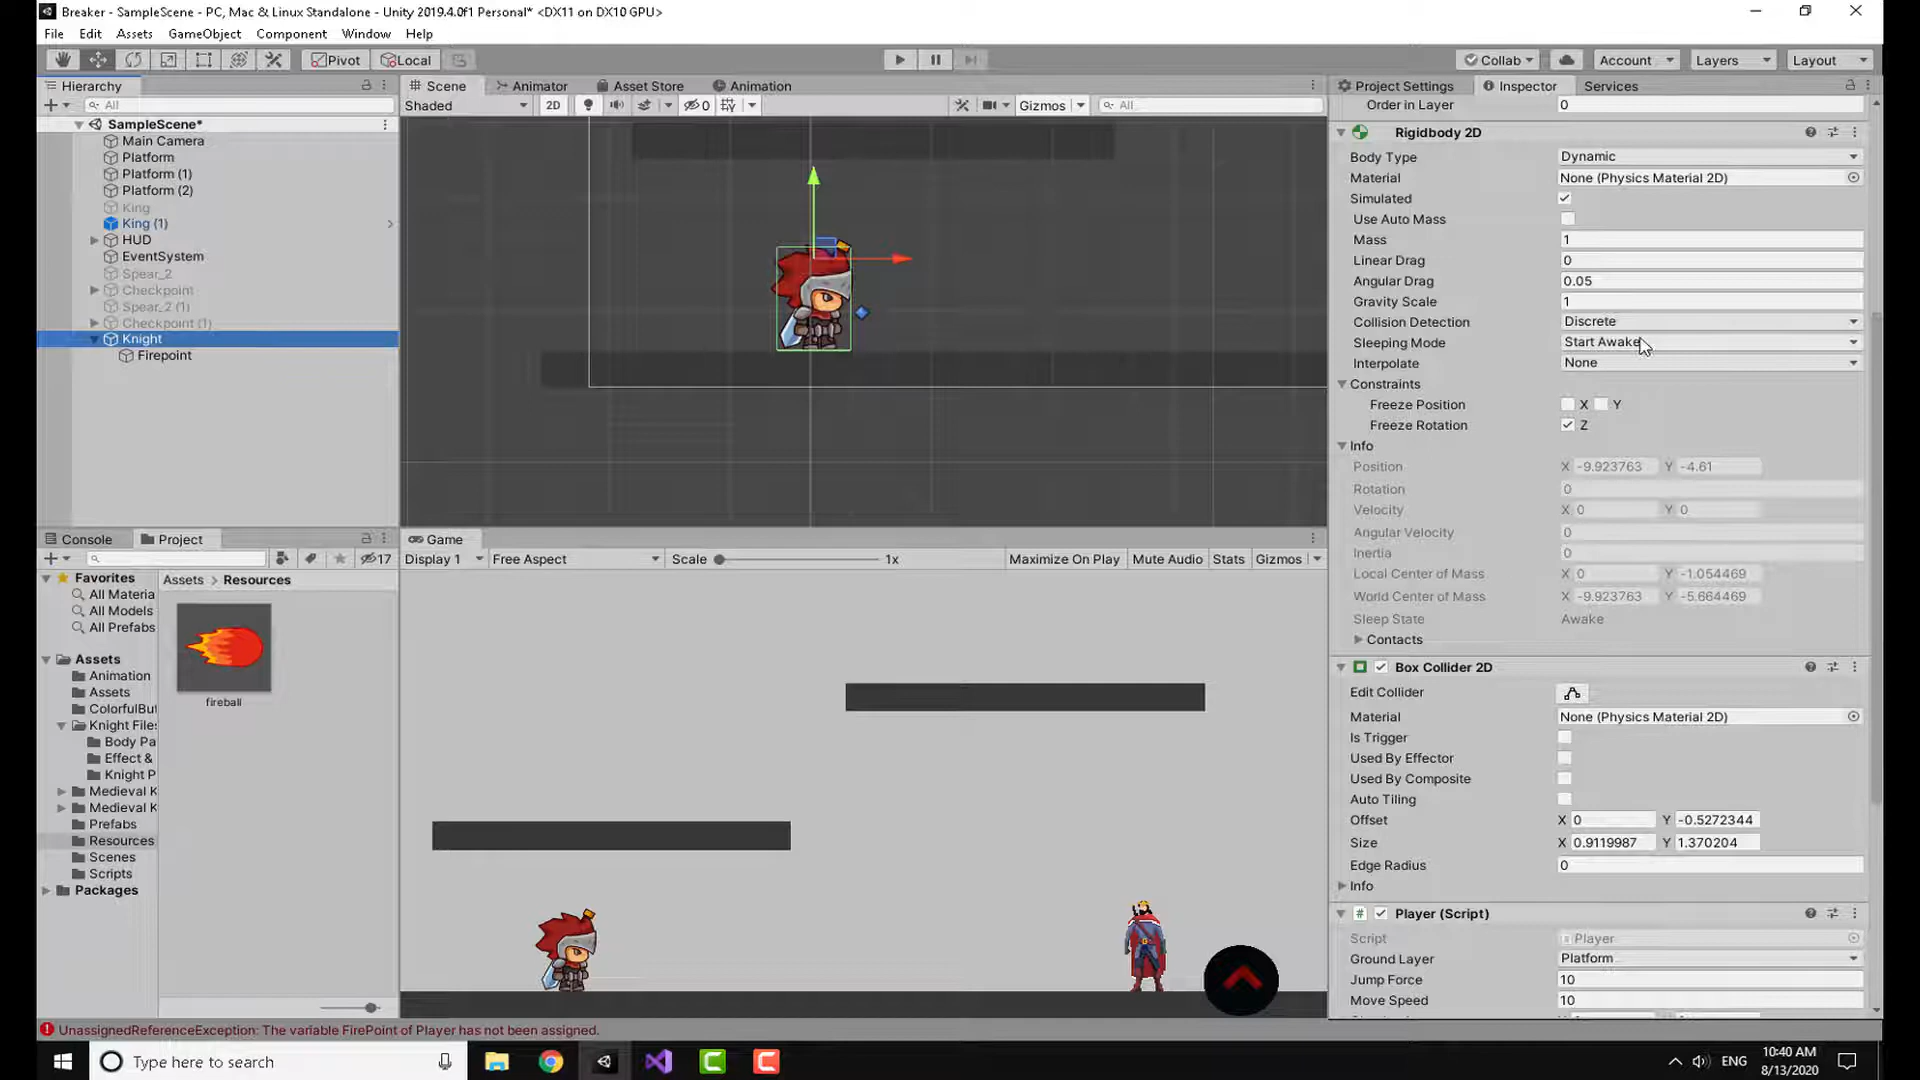 Breaker - SampleScene - PC, Mac & Linux Standalone - Unity 2019.4.0f1 Personal* <DX11 on DX10 GPU>
File Edit Assets GameObject Component Window Help
Pivot Local Collab Account Layers Layout
Hierarchy
All
SampleScene*
Main Camera
Platform
Platform (1)
Platform (2)
King
King (1)
HUD
EventSystem
Spear_2
Checkpoint
Spear_2 (1)
Checkpoint (1)
Knight
Firepoint
Scene Animator Asset Store Animation
Shaded 2D 0 Gizmos All
Console Project
17
Favorites
All Materia
All Models
All Prefabs
Assets
Animation
Assets
ColorfulBut
Knight Files
Body Pa
Effect &
Knight P
Medieval K
Medieval K
Prefabs
Resources
Scenes
Scripts
Packages
Assets > Resources
fireball
Game
Display 1 Free Aspect Scale 1x Maximize On Play Mute Audio Stats Gizmos
Project Settings Inspector Services
Order in Layer 0
Rigidbody 2D
Body Type Dynamic
Material None (Physics Material 2D)
Simulated
Use Auto Mass
Mass 1
Linear Drag 0
Angular Drag 0.05
Gravity Scale 1
Collision Detection Discrete
Sleeping Mode Start Awake
Interpolate None
Constraints
Freeze Position X Y
Freeze Rotation Z
Info
Position X -9.923763 Y -4.61
Rotation 0
Velocity X 0 Y 0
Angular Velocity 0
Inertia 0
Local Center of Mass X 0 Y -1.054469
World Center of Mass X -9.923763 Y -5.664469
Sleep State Awake
Contacts
Box Collider 2D
Edit Collider
Material None (Physics Material 2D)
Is Trigger
Used By Effector
Used By Composite
Auto Tiling
Offset X 0 Y -0.5272344
Size X 0.9119987 Y 1.370204
Edge Radius 0
Info
Player (Script)
Script Player
Ground Layer Platform
Jump Force 10
Move Speed 10
UnassignedReferenceException: The variable FirePoint of Player has not been assigned.
Type here to search
ENG
10:40 AM
8/13/2020